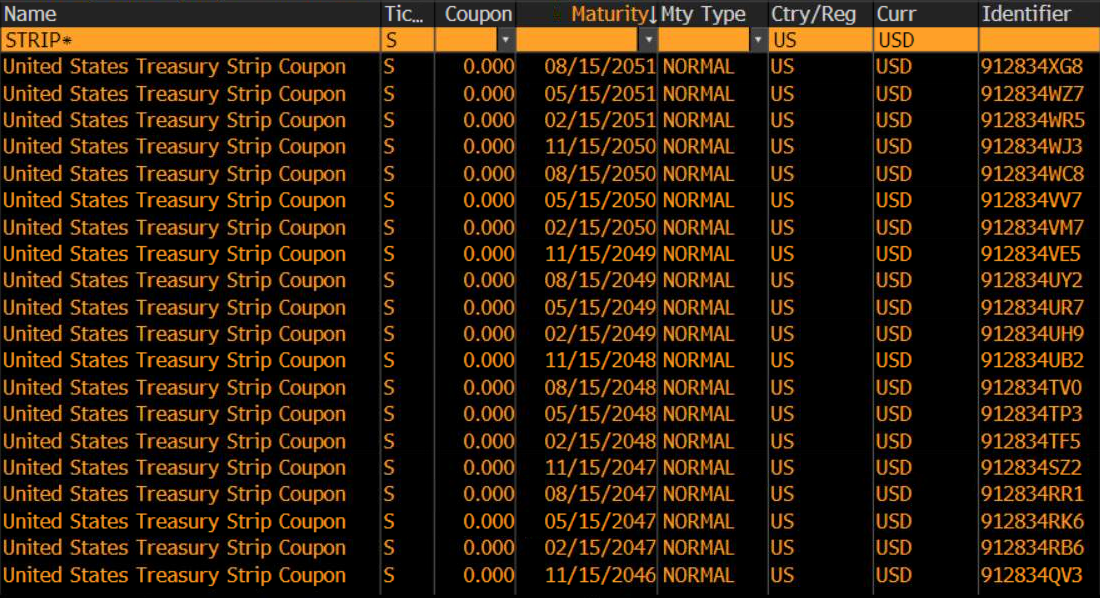 Name Tic... Coupon Maturity↓ Mty Type Ctry/Reg Curr Identifier
STRIP* S US USD
United States Treasury Strip Coupon S 0.000 08/15/2051 NORMAL US USD 912834XG8
United States Treasury Strip Coupon S 0.000 05/15/2051 NORMAL US USD 912834WZ7
United States Treasury Strip Coupon S 0.000 02/15/2051 NORMAL US USD 912834WR5
United States Treasury Strip Coupon S 0.000 11/15/2050 NORMAL US USD 912834WJ3
United States Treasury Strip Coupon S 0.000 08/15/2050 NORMAL US USD 912834WC8
United States Treasury Strip Coupon S 0.000 05/15/2050 NORMAL US USD 912834VV7
United States Treasury Strip Coupon S 0.000 02/15/2050 NORMAL US USD 912834VM7
United States Treasury Strip Coupon S 0.000 11/15/2049 NORMAL US USD 912834VE5
United States Treasury Strip Coupon S 0.000 08/15/2049 NORMAL US USD 912834UY2
United States Treasury Strip Coupon S 0.000 05/15/2049 NORMAL US USD 912834UR7
United States Treasury Strip Coupon S 0.000 02/15/2049 NORMAL US USD 912834UH9
United States Treasury Strip Coupon S 0.000 11/15/2048 NORMAL US USD 912834UB2
United States Treasury Strip Coupon S 0.000 08/15/2048 NORMAL US USD 912834TV0
United States Treasury Strip Coupon S 0.000 05/15/2048 NORMAL US USD 912834TP3
United States Treasury Strip Coupon S 0.000 02/15/2048 NORMAL US USD 912834TF5
United States Treasury Strip Coupon S 0.000 11/15/2047 NORMAL US USD 912834SZ2
United States Treasury Strip Coupon S 0.000 08/15/2047 NORMAL US USD 912834RR1
United States Treasury Strip Coupon S 0.000 05/15/2047 NORMAL US USD 912834RK6
United States Treasury Strip Coupon S 0.000 02/15/2047 NORMAL US USD 912834RB6
United States Treasury Strip Coupon S 0.000 11/15/2046 NORMAL US USD 912834QV3